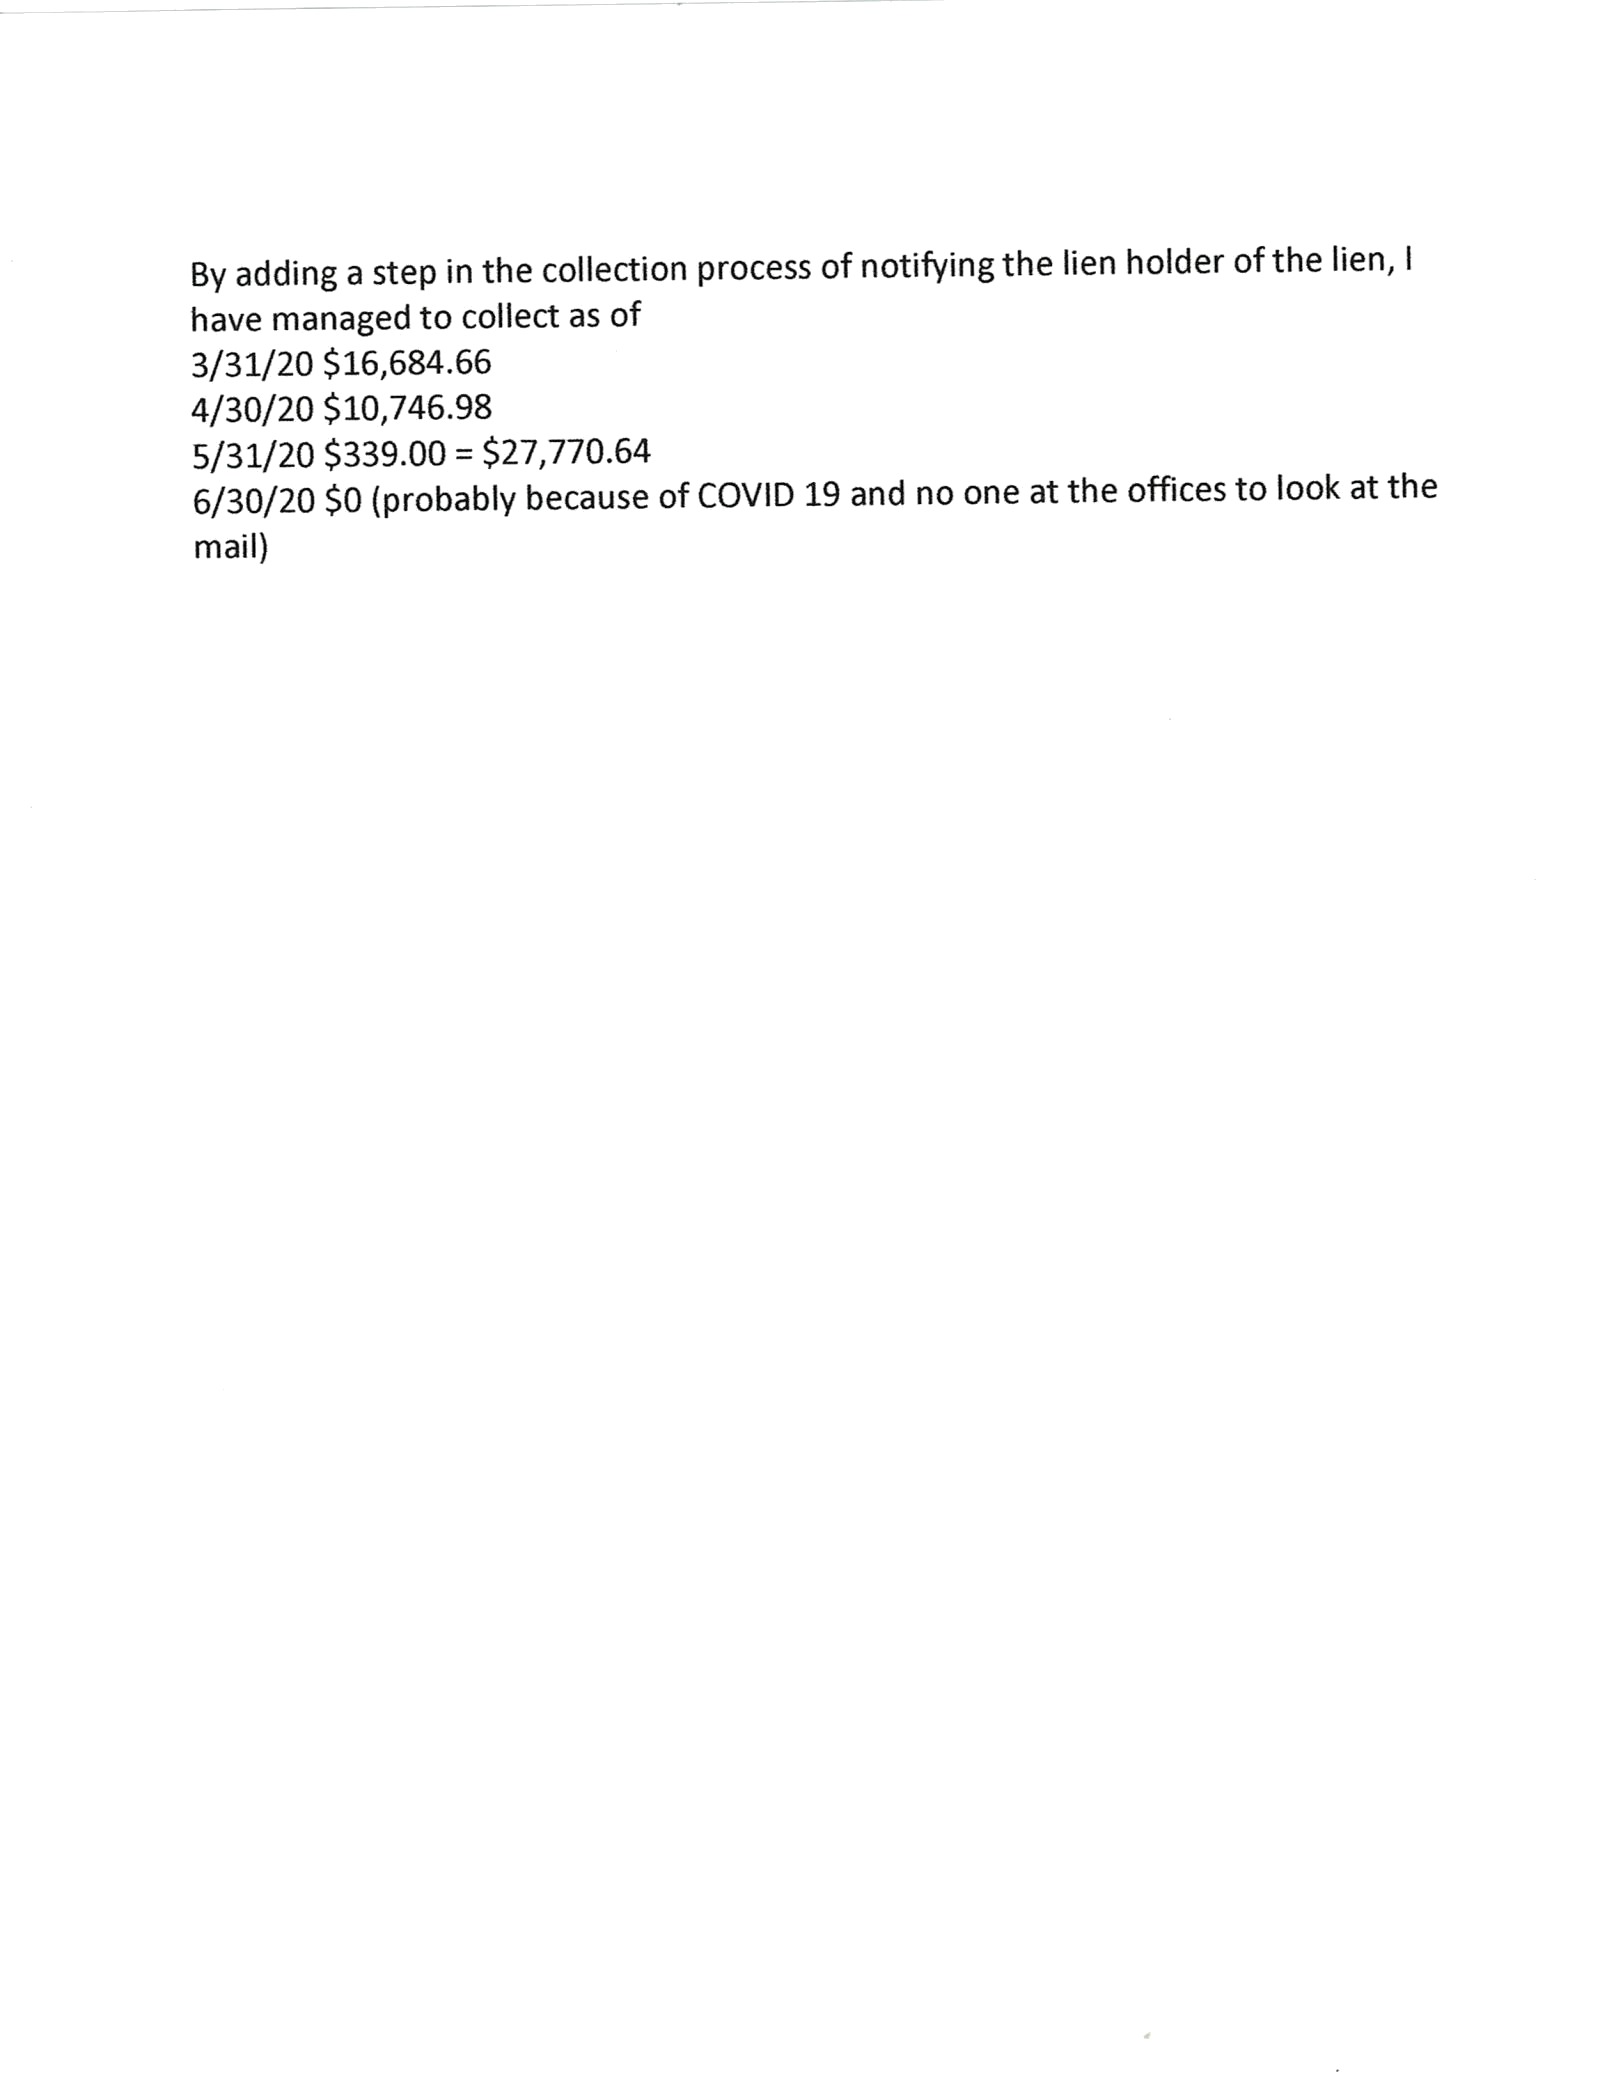 By adding a step in the collection process of notifying the lien holder of the lien, I
have managed to collect as of
3/31/20 $16,684.66
4/30/20 $10,746.98
5/31/20 $339.00 = $27,770.64
6/30/20 $0 (probably because of COVID 19 and no one at the offices to look at the
mail)